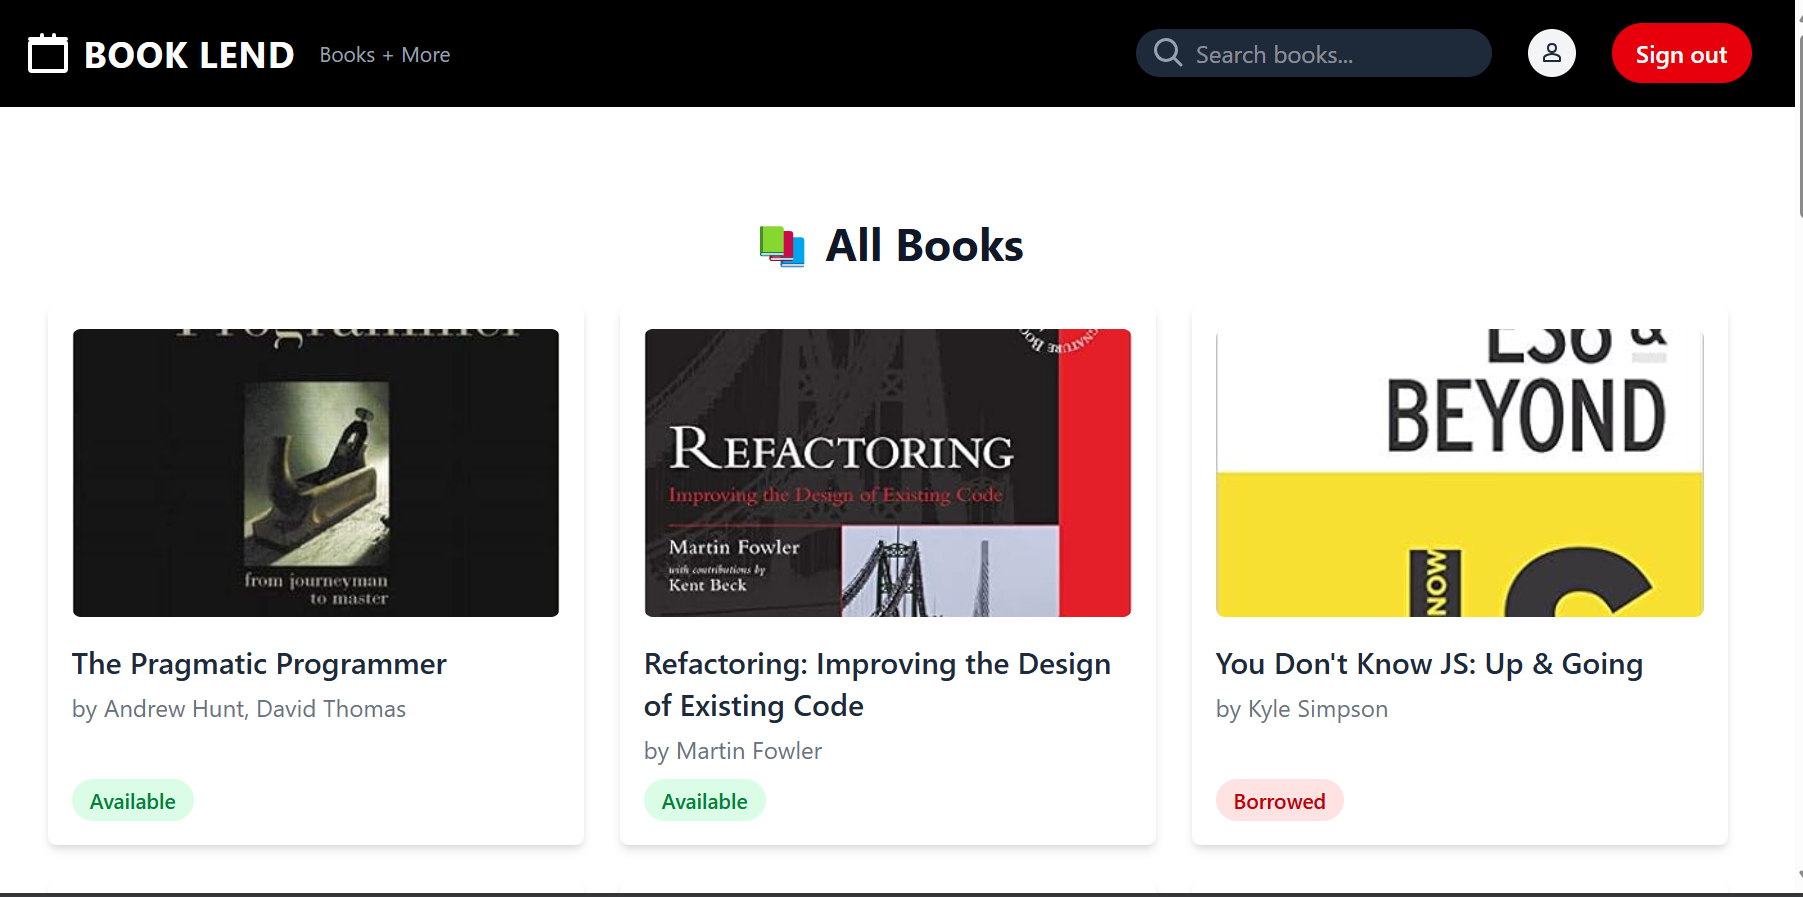 BOOK LEND
Books + More
Search books...
Sign out
All Books
Programmer
from journeyman
to master
The Pragmatic Programmer
by Andrew Hunt, David Thomas
Available
REFACTORING
Improving the Design of Existing Code
Martin Fowler
with contributions by
Kent Beck
Refactoring: Improving the Design
of Existing Code
by Martin Fowler
Available
ES6 &
BEYOND
NOW
You Don't Know JS: Up & Going
by Kyle Simpson
Borrowed